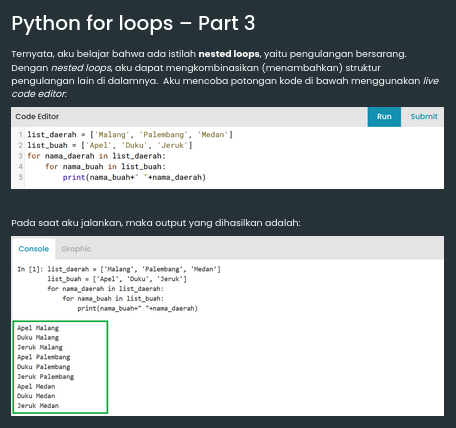 Python for loops – Part 3
Ternyata, aku belajar bahwa ada istilah nested loops, yaitu pengulangan bersarang.
Dengan nested loops, aku dapat mengkombinasikan (menambahkan) struktur
pengulangan lain di dalamnya. Aku mencoba potongan kode di bawah menggunakan live
code editor:
Code Editor Run Submit
1 list_daerah = ['Malang', 'Palembang', 'Medan']
2 list_buah = ['Apel', 'Duku', 'Jeruk']
3 for nama_daerah in list_daerah:
4 for nama_buah in list_buah:
5 print(nama_buah+" "+nama_daerah)
Pada saat aku jalankan, maka output yang dihasilkan adalah:
Console Graphic
In [1]: list_daerah = ['Malang', 'Palembang', 'Medan']
list_buah = ['Apel', 'Duku', 'Jeruk']
for nama_daerah in list_daerah:
for nama_buah in list_buah:
print(nama_buah+" "+nama_daerah)
Apel Malang
Duku Malang
Jeruk Malang
Apel Palembang
Duku Palembang
Jeruk Palembang
Apel Medan
Duku Medan
Jeruk Medan